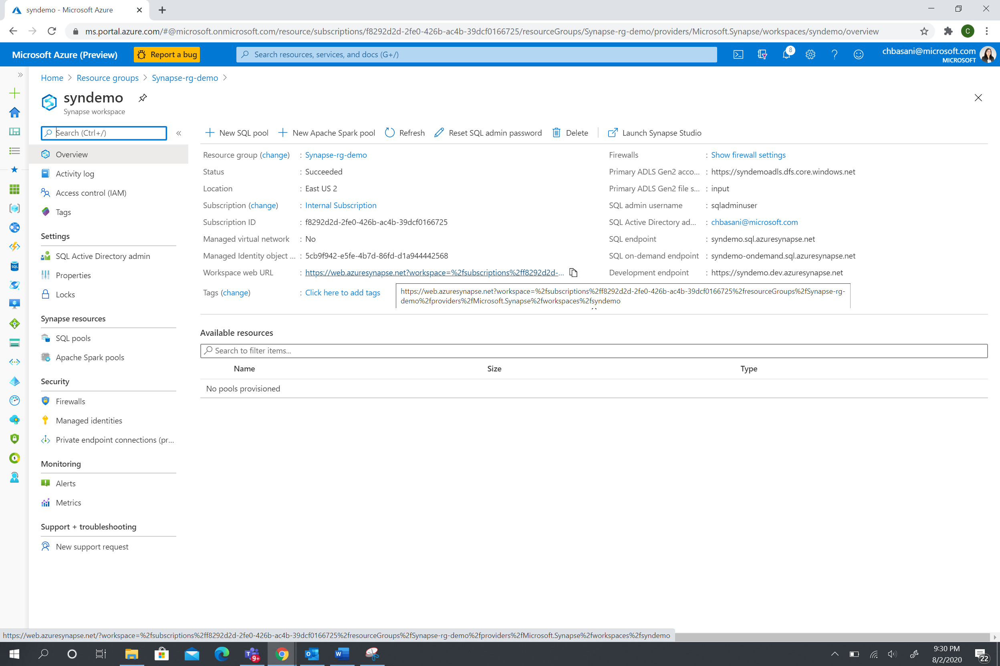 syndemo - Microsoft Azure
ms.portal.azure.com/#@microsoft.onmicrosoft.com/resource/subscriptions/f8292d2d-2fe0-426b-ac4b-39dcf0166725/resourceGroups/Synapse-rg-demo/providers/Microsoft.Synapse/workspaces/syndemo/overview
C
Microsoft Azure (Preview)
Report a bug
Search resources, services, and docs (G+/)
8
chbasani@microsoft.com
MICROSOFT
Home > Resource groups > Synapse-rg-demo >
syndemo
Synapse workspace
Search (Ctrl+/)
Overview
Activity log
Access control (IAM)
Tags
Settings
SQL Active Directory admin
Properties
Locks
Synapse resources
SQL pools
Apache Spark pools
Security
Firewalls
Managed identities
Private endpoint connections (pr...
Monitoring
Alerts
Metrics
Support + troubleshooting
New support request
New SQL pool
New Apache Spark pool
Refresh
Reset SQL admin password
Delete
Launch Synapse Studio
Resource group (change) : Synapse-rg-demo
Status : Succeeded
Location : East US 2
Subscription (change) : Internal Subscription
Subscription ID : f8292d2d-2fe0-426b-ac4b-39dcf0166725
Managed virtual network : No
Managed Identity object ... : 5cb9f942-e5fe-4b7d-86fd-d1a944442568
Workspace web URL : https://web.azuresynapse.net?workspace=%2fsubscriptions%2ff8292d2d-...
Tags (change) : Click here to add tags
Firewalls : Show firewall settings
Primary ADLS Gen2 acco... : https://syndemoadls.dfs.core.windows.net
Primary ADLS Gen2 file s... : input
SQL admin username : sqladminuser
SQL Active Directory ad... : chbasani@microsoft.com
SQL endpoint : syndemo.sql.azuresynapse.net
SQL on-demand endpoint : syndemo-ondemand.sql.azuresynapse.net
Development endpoint : https://syndemo.dev.azuresynapse.net
https://web.azuresynapse.net?workspace=%2fsubscriptions%2ff8292d2d-2fe0-426b-ac4b-39dcf0166725%2fresourceGroups%2fSynapse-rg-
demo%2fproviders%2fMicrosoft.Synapse%2fworkspaces%2fsyndemo
Available resources
Search to filter items...
Name Size Type
No pools provisioned
https://web.azuresynapse.net/?workspace=%2fsubscriptions%2ff8292d2d-2fe0-426b-ac4b-39dcf0166725%2fresourceGroups%2fSynapse-rg-demo%2fproviders%2fMicrosoft.Synapse%2fworkspaces%2fsyndemo
9+
9:30 PM
8/2/2020
22